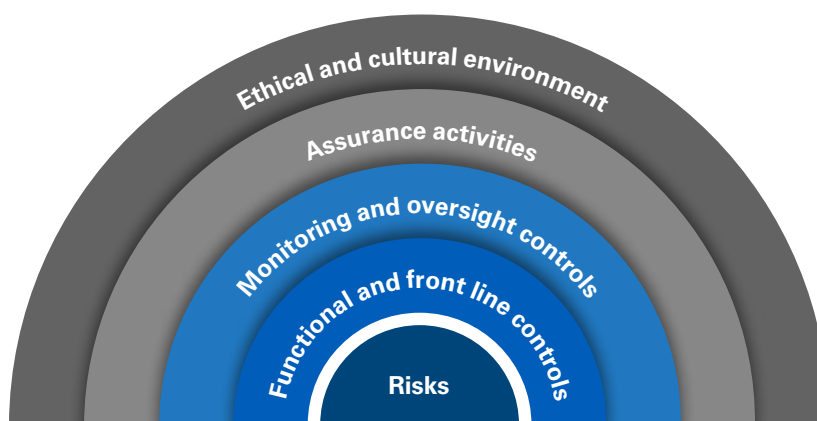 Ethical and cultural environment
Assurance activities
Monitoring and oversight controls
Functional and front line controls
Risks